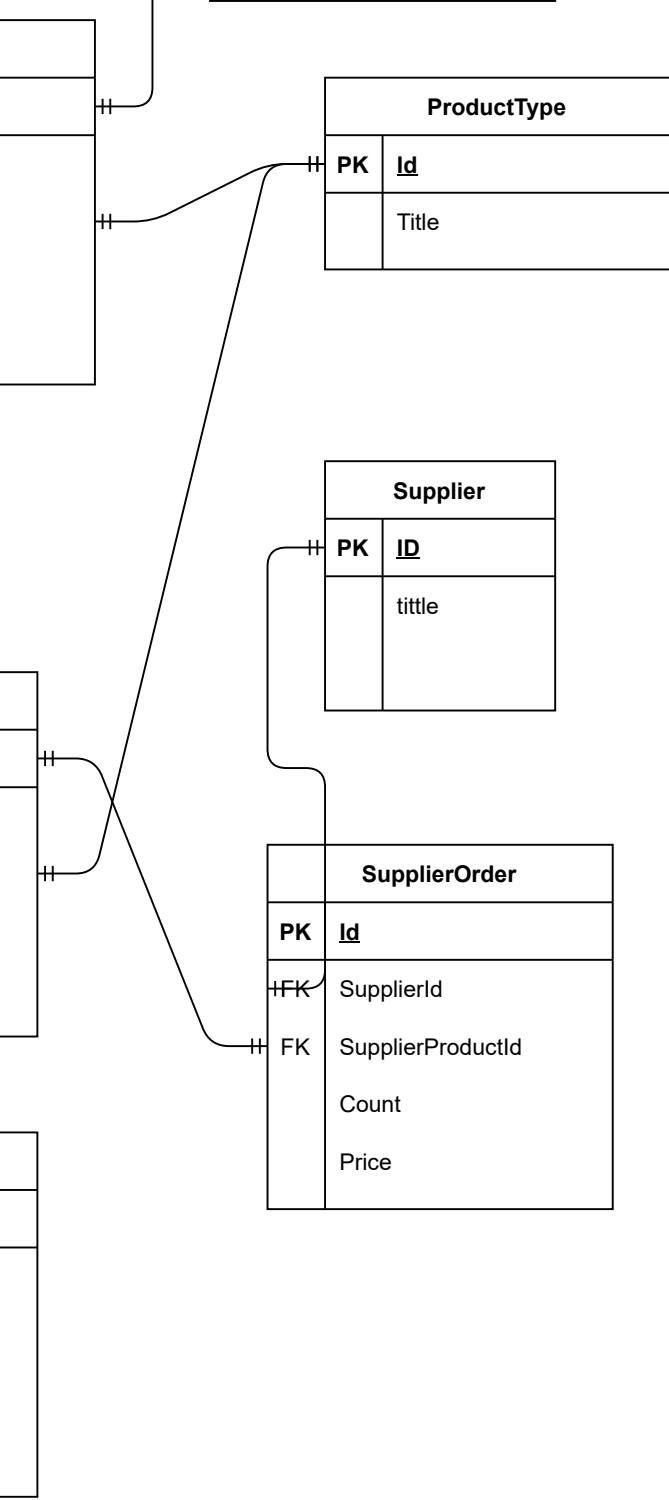 ProductType
PK Id
Title
Supplier
PK ID
tittle
SupplierOrder
PK Id
FK SupplierId
FK SupplierProductId
Count
Price